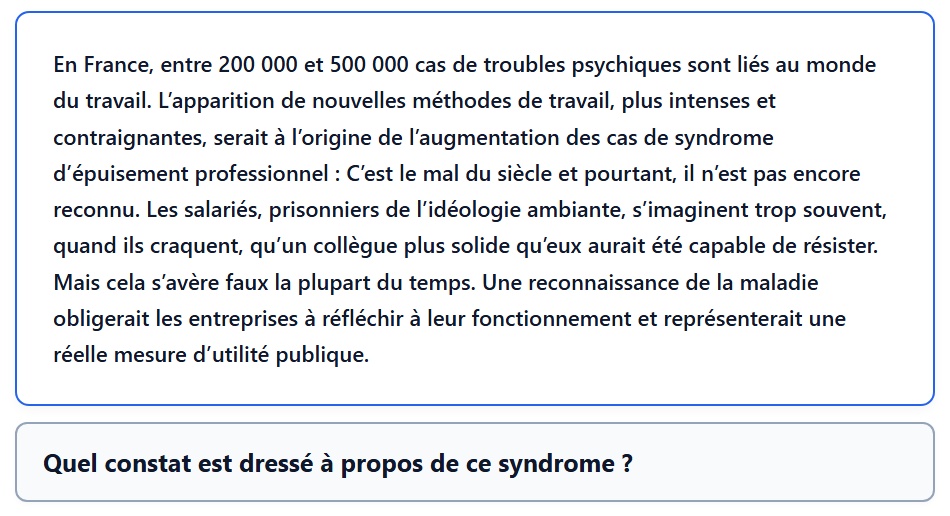 En France, entre 200 000 et 500 000 cas de troubles psychiques sont liés au monde
du travail. L’apparition de nouvelles méthodes de travail, plus intenses et
contraignantes, serait à l’origine de l’augmentation des cas de syndrome
d’épuisement professionnel : C’est le mal du siècle et pourtant, il n’est pas encore
reconnu. Les salariés, prisonniers de l’idéologie ambiante, s’imaginent trop souvent,
quand ils craquent, qu’un collègue plus solide qu’eux aurait été capable de résister.
Mais cela s’avère faux la plupart du temps. Une reconnaissance de la maladie
obligerait les entreprises à réfléchir à leur fonctionnement et représenterait une
réelle mesure d’utilité publique.
Quel constat est dressé à propos de ce syndrome ?